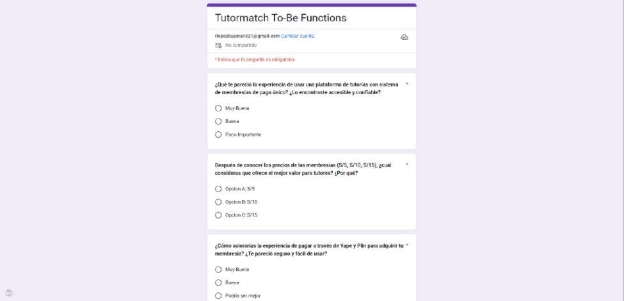 Tutormatch To-Be Functions
Cambiar cuenta
No compartido
* Indica que la pregunta es obligatoria
¿Qué te pareció la experiencia de usar una plataforma de tutorías con sistema *
de membresías de pago único? ¿Lo encontraste accesible y confiable?
Muy Buena
Buena
Poco Importante
Después de conocer los precios de las membresías (S/5, S/10, S/15), ¿cuál *
consideras que ofrece el mejor valor para tutores? ¿Por qué?
Opcion A: S/5
Opcion B: S/10
Opcion C: S/15
¿Cómo valorarías la experiencia de pagar a través de Yape y Plin para adquirir tu *
membresía? ¿Te pareció seguro y fácil de usar?
Muy Buena
Buena
Podría ser mejor